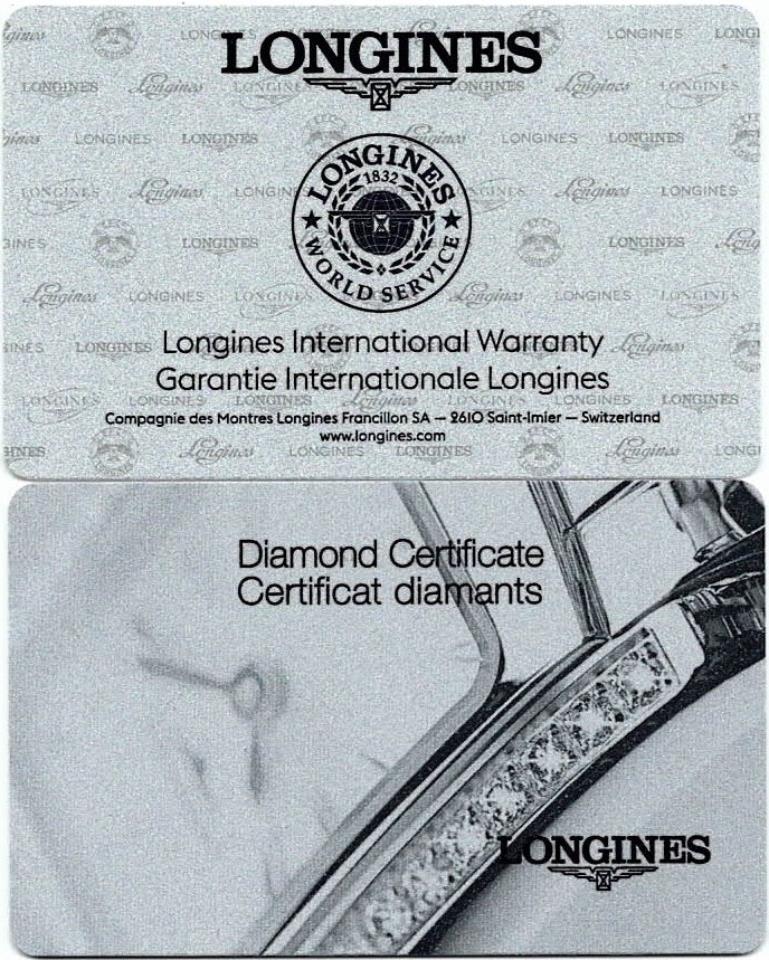 LONGINES
LONGINES
1832
WORLD SERVICE
Longines International Warranty
Garantie Internationale Longines
Compagnie des Montres Longines Francillon SA — 2610 Saint-Imier — Switzerland
www.longines.com
Diamond Certificate
Certificat diamants
LONGINES